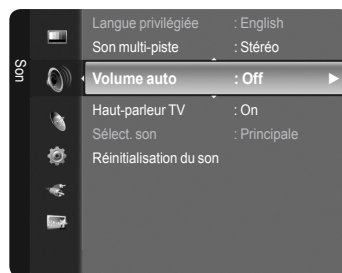 Son
Langue privilégiée : English
Son multi-piste : Stéréo
Volume auto : Off
Haut-parleur TV : On
Sélect. son : Principale
Réinitialisation du son